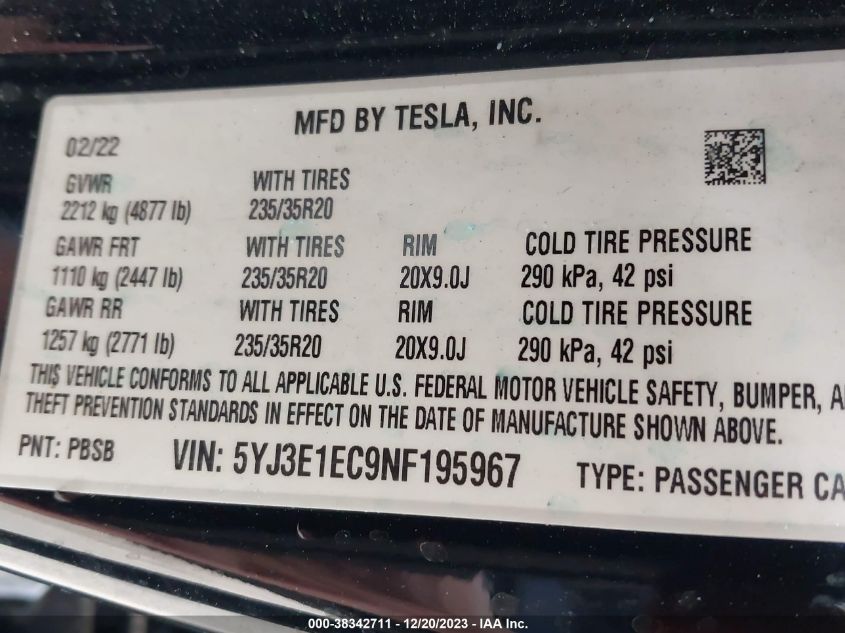 MFD BY TESLA, INC.
02/22
GVWR WITH TIRES
2212 kg (4877 lb) 235/35R20
GAWR FRT WITH TIRES RIM COLD TIRE PRESSURE
1110 kg (2447 lb) 235/35R20 20X9.0J 290 kPa, 42 psi
GAWR RR WITH TIRES RIM COLD TIRE PRESSURE
1257 kg (2771 lb) 235/35R20 20X9.0J 290 kPa, 42 psi
THIS VEHICLE CONFORMS TO ALL APPLICABLE U.S. FEDERAL MOTOR VEHICLE SAFETY, BUMPER, A
THEFT PREVENTION STANDARDS IN EFFECT ON THE DATE OF MANUFACTURE SHOWN ABOVE.
PNT: PBSB VIN: 5YJ3E1EC9NF195967 TYPE: PASSENGER CA
000-38342711 - 12/20/2023 - IAA Inc.